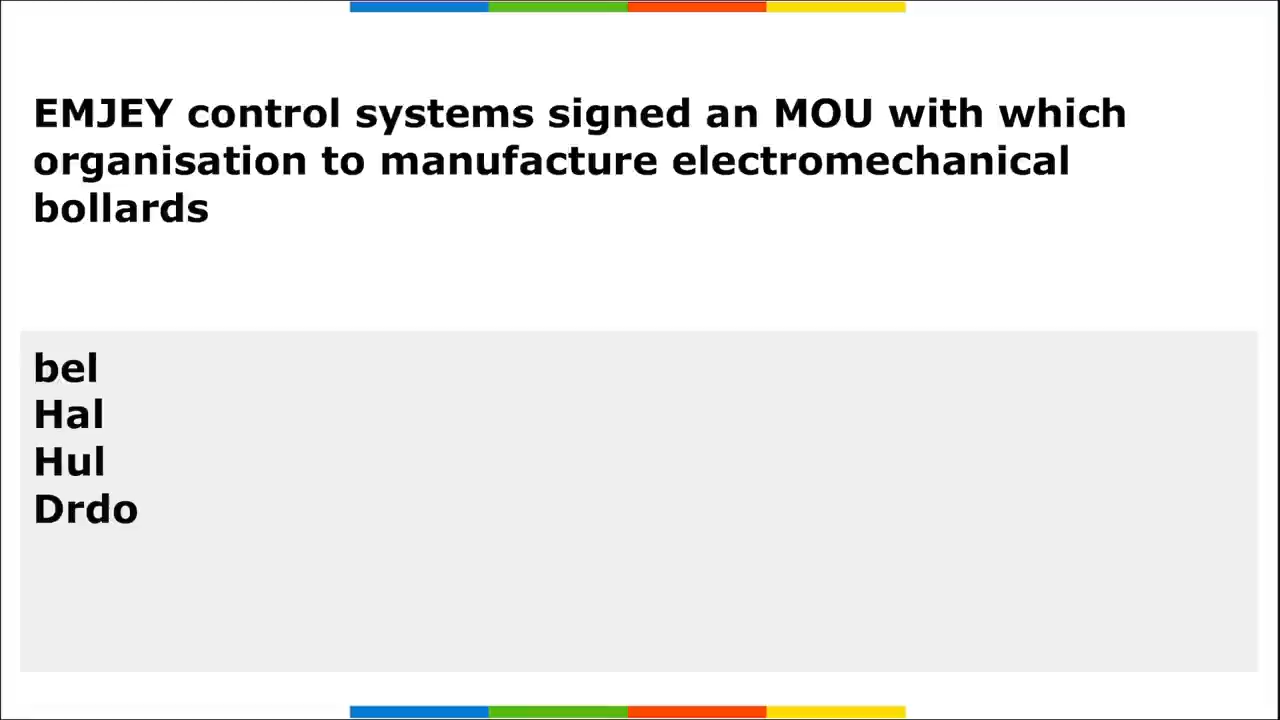 EMJEY control systems signed an MOU with which
organisation to manufacture electromechanical
bollards
bel
Hal
Hul
Drdo